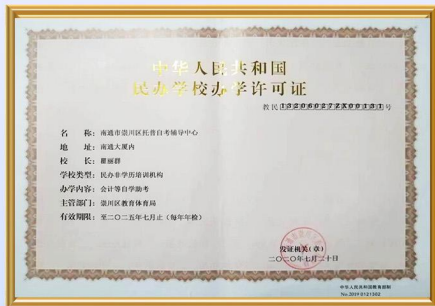 中华人民共和国
民办学校办学许可证
教民132060272X00131号
名 称: 南通市崇川区托普自考辅导中心
地 址: 南通大厦内
校 长: 瞿丽群
学校类型: 民办非学历培训机构
办学内容: 会计等自学助考
主管部门: 崇川区教育体育局
有效期限: 至二〇二五年七月止（每年年检）
发证机关(章)
二〇二〇年七月二十日
中华人民共和国教育部制